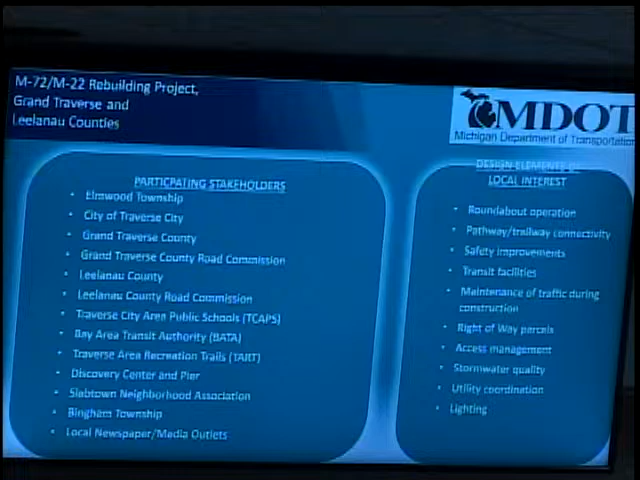 M-72/M-22 Rebuilding Project,
Grand Traverse and
Leelanau Counties
MDOT
Michigan Department of Transportation
PARTICPATING STAKEHOLDERS
• Elmwood Township
• City of Traverse City
• Grand Traverse County
• Grand Traverse County Road Commission
• Leelanau County
• Leelanau County Road Commission
• Traverse City Area Public Schools (TCAPS)
• Bay Area Transit Authority (BATA)
• Traverse Area Recreation Trails (TART)
• Discovery Center and Pier
• Slabtown Neighborhood Association
• Bingham Township
• Local Newspaper/Media Outlets
DESIGN ELEMENTS OF
LOCAL INTEREST
• Roundabout operation
• Pathway/trailway connectivity
• Safety improvements
• Transit facilities
• Maintenance of traffic during
construction
• Right of Way parcels
• Access management
• Stormwater quality
• Utility coordination
• Lighting